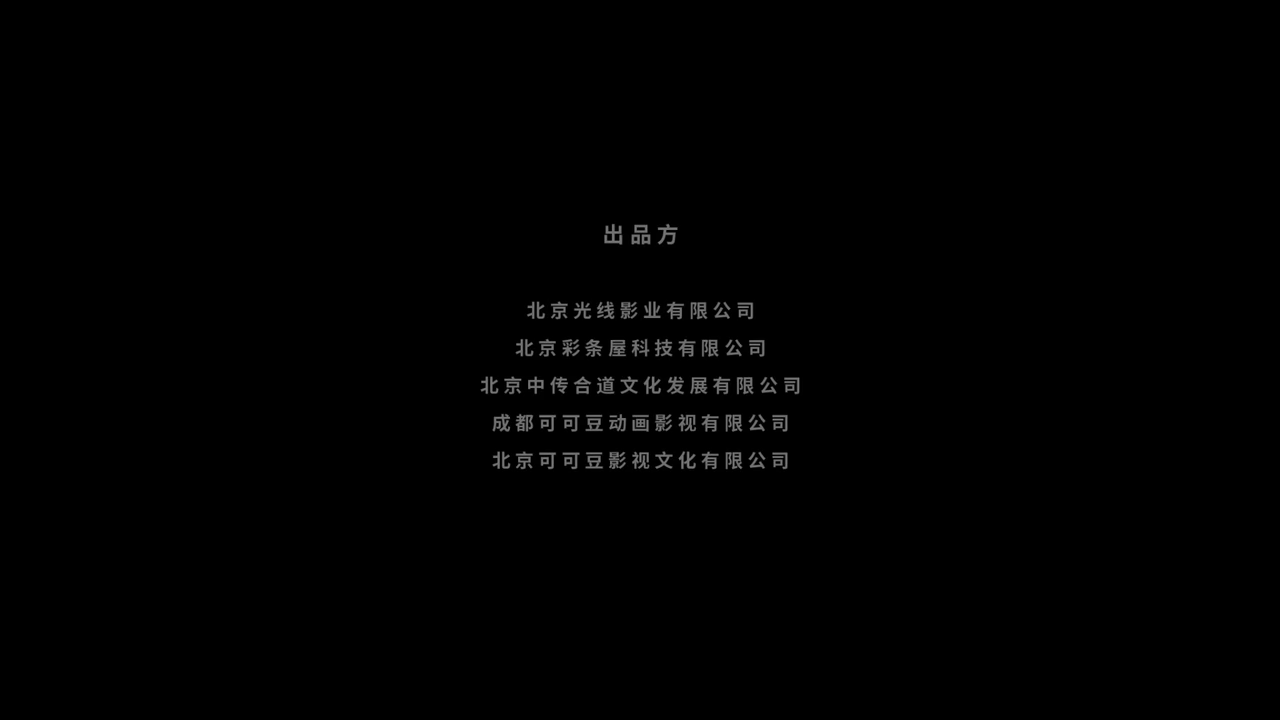 出品方
北京光线影业有限公司
北京彩条屋科技有限公司
北京中传合道文化发展有限公司
成都可可豆动画影视有限公司
北京可可豆影视文化有限公司